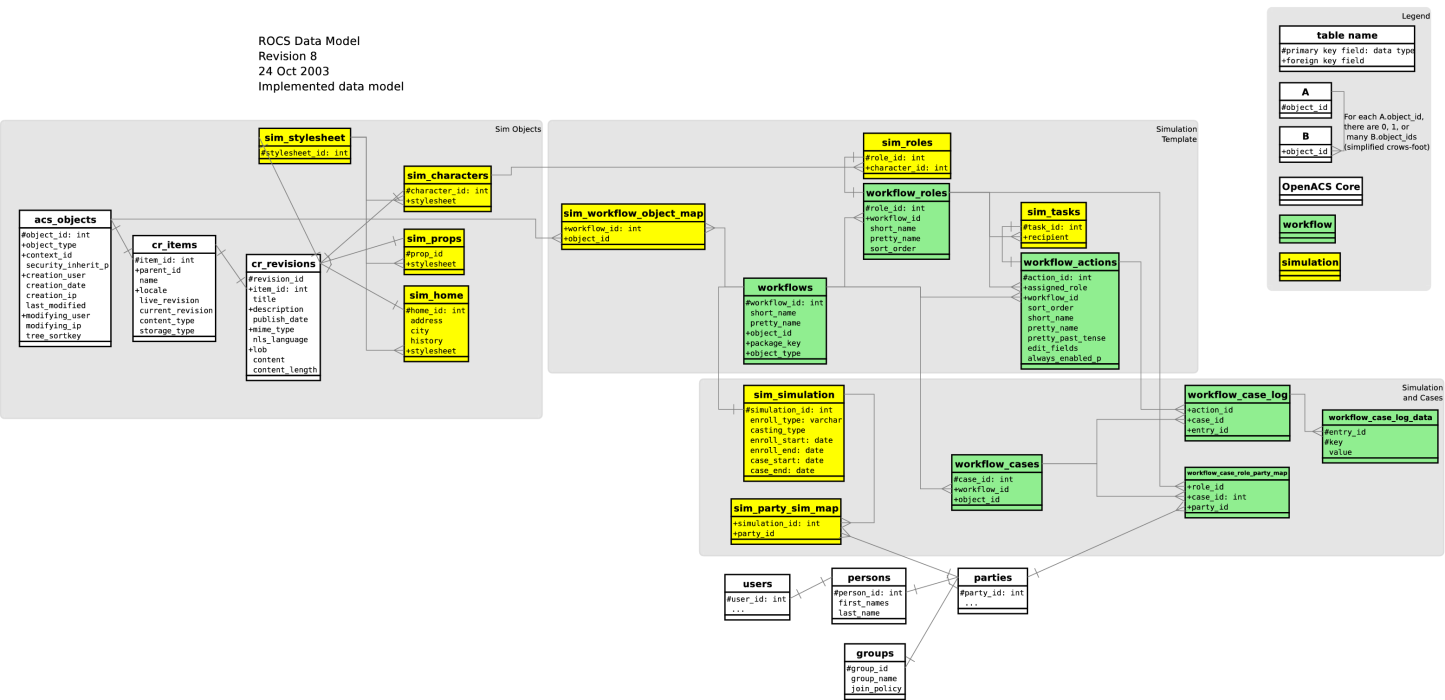 ROCS Data Model
Revision 8
24 Oct 2003
Implemented data model
Legend
table name
#primary key field: data type
+foreign key field
A
#object_id
B
+object_id
For each A.object_id,
there are 0, 1, or
many B.object_ids
(simplified crows-foot)
OpenACS Core
workflow
simulation
Sim Objects
sim_stylesheet
#stylesheet_id: int
sim_characters
#character_id: int
+stylesheet
acs_objects
#object_id: int
+object_type
+context_id
security_inherit_p
+creation_user
creation_date
creation_ip
last_modified
+modifying_user
modifying_ip
tree_sortkey
cr_items
#item_id: int
+parent_id
name
+locale
live_revision
current_revision
content_type
storage_type
cr_revisions
#revision_id
+item_id: int
title
+description
publish_date
+mime_type
nls_language
+lob
content
content_length
sim_props
#prop_id
+stylesheet
sim_home
#home_id: int
address
city
history
+stylesheet
Simulation
Template
sim_roles
#role_id: int
+character_id: int
workflow_roles
#role_id: int
+workflow_id
short_name
pretty_name
sort_order
sim_workflow_object_map
+workflow_id: int
+object_id
sim_tasks
#task_id: int
+recipient
workflow_actions
#action_id: int
+assigned_role
+workflow_id
sort_order
short_name
pretty_name
pretty_past_tense
edit_fields
always_enabled_p
workflows
#workflow_id: int
short_name
pretty_name
+object_id
+package_key
+object_type
Simulation
and Cases
sim_simulation
#simulation_id: int
enroll_type: varchar
casting_type
enroll_start: date
enroll_end: date
case_start: date
case_end: date
workflow_case_log
+action_id
+case_id
+entry_id
workflow_case_log_data
#entry_id
#key
value
workflow_cases
#case_id: int
+workflow_id
+object_id
workflow_case_role_party_map
+role_id
+case_id: int
+party_id
sim_party_sim_map
+simulation_id: int
+party_id
users
#user_id: int
...
persons
#person_id: int
first_names
last_name
parties
#party_id: int
...
groups
#group_id
group_name
join_policy